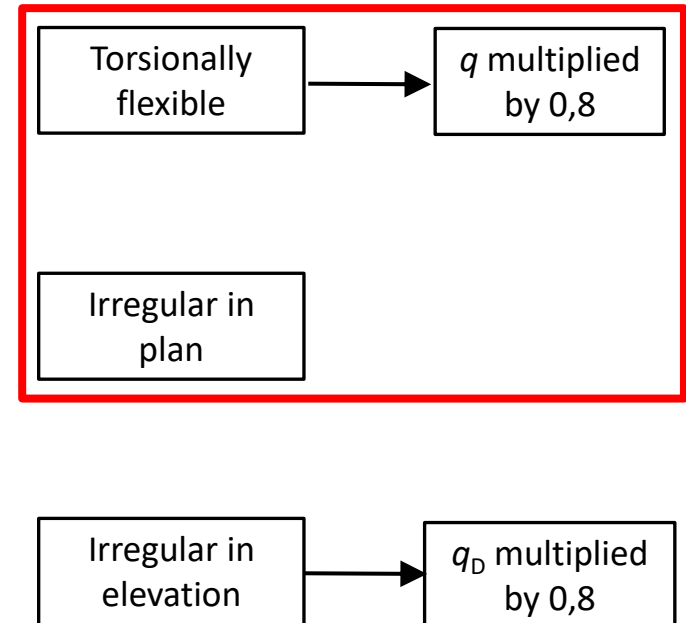 Torsionally
flexible
q multiplied
by 0,8
Irregular in
plan
Irregular in
elevation
qD multiplied
by 0,8